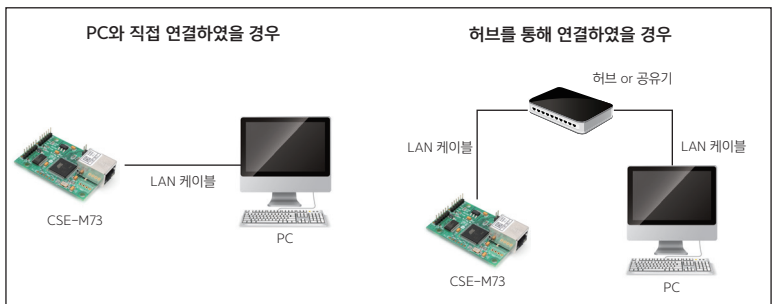 PC와 직접 연결하였을 경우
LAN 케이블
CSE-M73
PC
허브를 통해 연결하였을 경우
허브 or 공유기
LAN 케이블
LAN 케이블
CSE-M73
PC